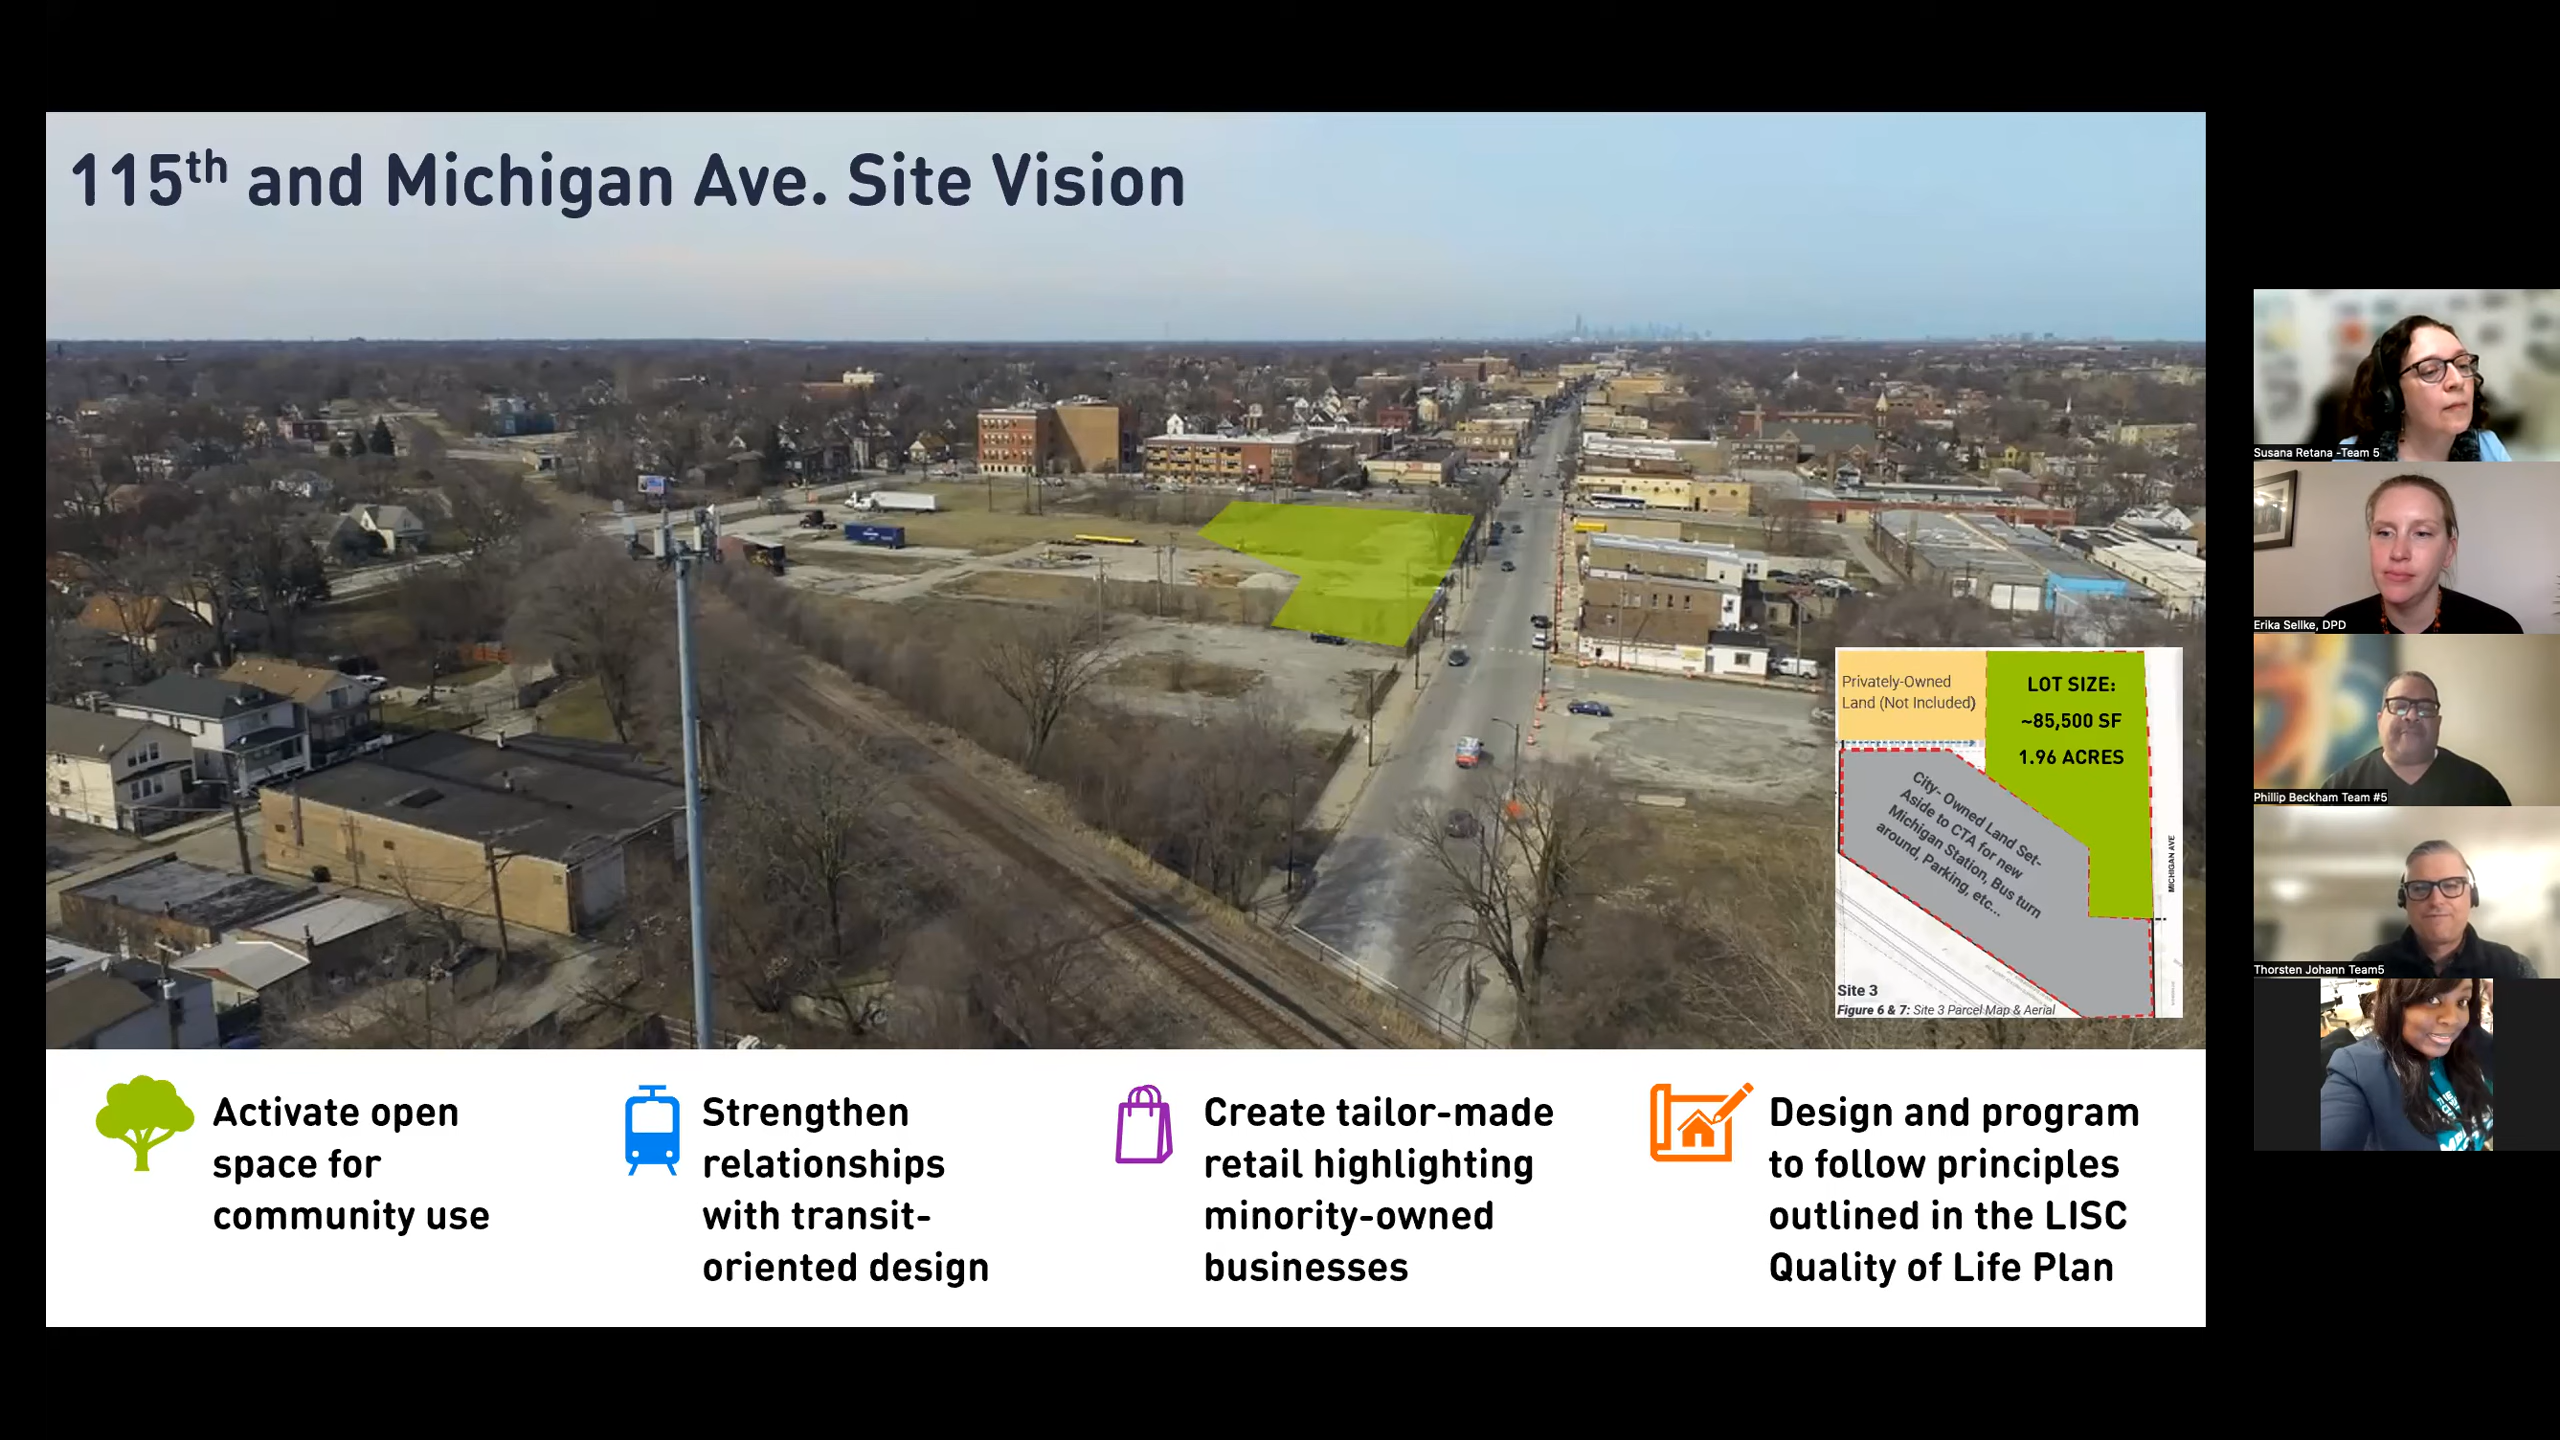 115th and Michigan Ave. Site Vision
Privately-Owned
Land (Not Included)
LOT SIZE:
~85,500 SF
1.96 ACRES
City- Owned Land Set-
Aside to CTA for new
Michigan Station, Bus turn
around, Parking, etc...
MICHIGAN AVE
Site 3
Figure 6 & 7: Site 3 Parcel Map & Aerial
Activate open
space for
community use
Strengthen
relationships
with transit-
oriented design
Create tailor-made
retail highlighting
minority-owned
businesses
Design and program
to follow principles
outlined in the LISC
Quality of Life Plan
Susana Retana -Team 5
Erika Sellke, DPD
Phillip Beckham Team #5
Thorsten Johann Team5